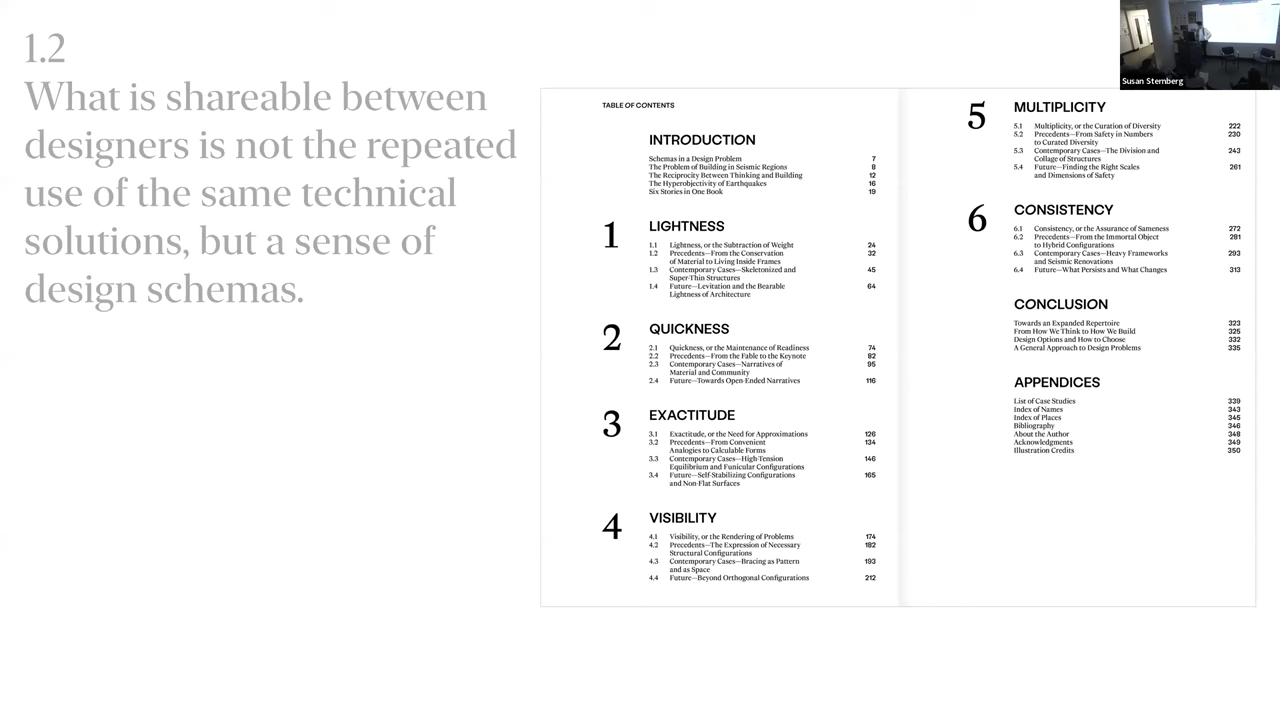 1.2
What is shareable between
designers is not the repeated
use of the same technical
solutions, but a sense of
design schemas.
TABLE OF CONTENTS
INTRODUCTION
Schemas in a Design Problem 7
The Problem of Building in Seismic Regions 8
The Reciprocity Between Thinking and Building 12
The Hyperobjectivity of Earthquakes 16
Six Stories in One Book 19
1 LIGHTNESS
1.1 Lightness, or the Subtraction of Weight 24
1.2 Precedents—From the Conservation 32
of Material to Living Inside Frames
1.3 Contemporary Cases—Skeletonized and 45
Super-Thin Structures
1.4 Future—Levitation and the Bearable 64
Lightness of Architecture
2 QUICKNESS
2.1 Quickness, or the Maintenance of Readiness 74
2.2 Precedents—From the Fable to the Keynote 82
2.3 Contemporary Cases—Narratives of 95
Material and Community
2.4 Future—Towards Open-Ended Narratives 116
3 EXACTITUDE
3.1 Exactitude, or the Need for Approximations 126
3.2 Precedents—From Convenient 134
Analogies to Calculable Forms
3.3 Contemporary Cases—High-Tension 146
Equilibrium and Funicular Configurations
3.4 Future—Self-Stabilizing Configurations 165
and Non-Flat Surfaces
4 VISIBILITY
4.1 Visibility, or the Rendering of Problems 174
4.2 Precedents—The Expression of Necessary 182
Structural Configurations
4.3 Contemporary Cases—Bracing as Pattern 193
and as Space
4.4 Future—Beyond Orthogonal Configurations 212
5 MULTIPLICITY
5.1 Multiplicity, or the Curation of Diversity 222
5.2 Precedents—From Safety in Numbers 230
to Curated Diversity
5.3 Contemporary Cases—The Division and 243
Collage of Structures
5.4 Future—Finding the Right Scales 261
and Dimensions of Safety
6 CONSISTENCY
6.1 Consistency, or the Assurance of Sameness 272
6.2 Precedents—From the Immortal Object 281
to Hybrid Configurations
6.3 Contemporary Cases—Heavy Frameworks 293
and Seismic Renovations
6.4 Future—What Persists and What Changes 313
CONCLUSION
Towards an Expanded Repertoire 323
From How We Think to How We Build 325
Design Options and How to Choose 332
A General Approach to Design Problems 335
APPENDICES
List of Case Studies 339
Index of Names 343
Index of Places 345
Bibliography 346
About the Author 348
Acknowledgments 349
Illustration Credits 350
Susan Sternberg